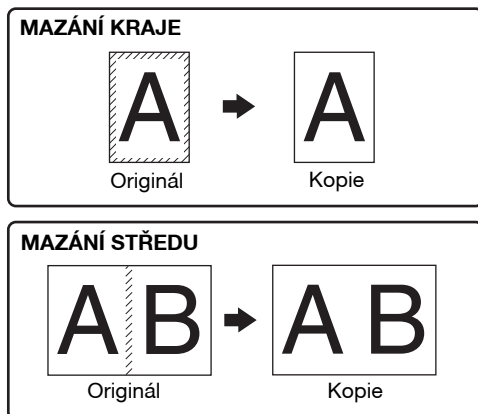 MAZÁNÍ KRAJE
A A
Originál Kopie
MAZÁNÍ STŘEDU
A B A B
Originál Kopie